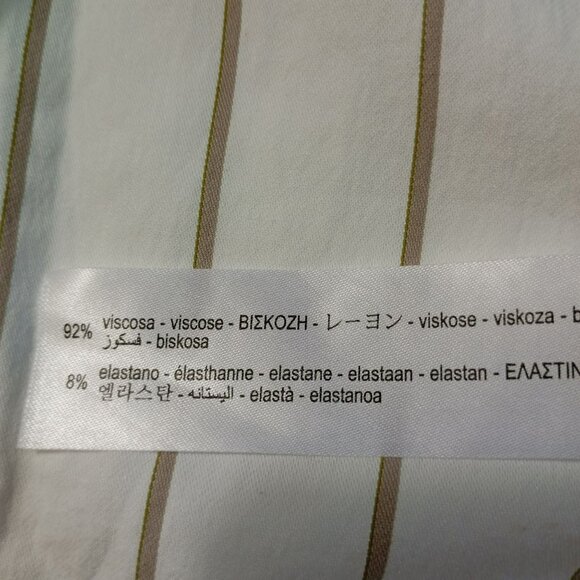 92% viscosa - viscose - ΒΙΣΚΟΖΗ - レーヨン - viskose - viskoza -
فسكوز - biskosa
8% elastano - élasthanne - elastane - elastaan - elastan -
엘라스탄 - اليستانه - elastà - elastanoa